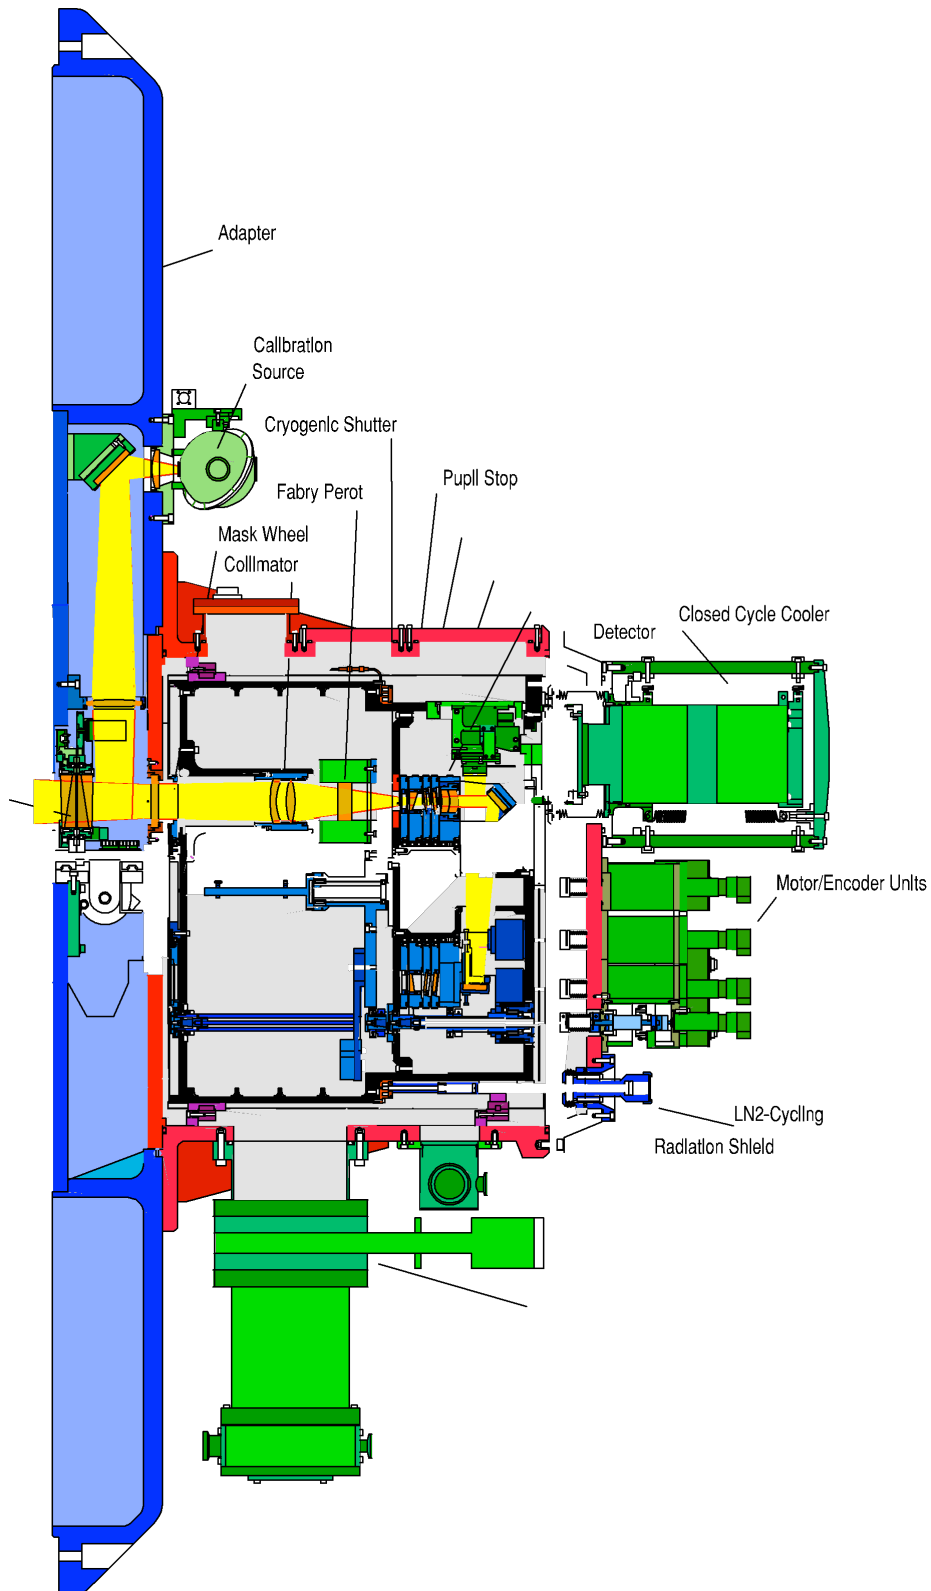 Adapter
Calibration
Source
Cryogenic Shutter
Fabry Perot
Pupil Stop
Mask Wheel
Collimator
Detector
Closed Cycle Cooler
Motor/Encoder Units
LN2-Cycling
Radiation Shield